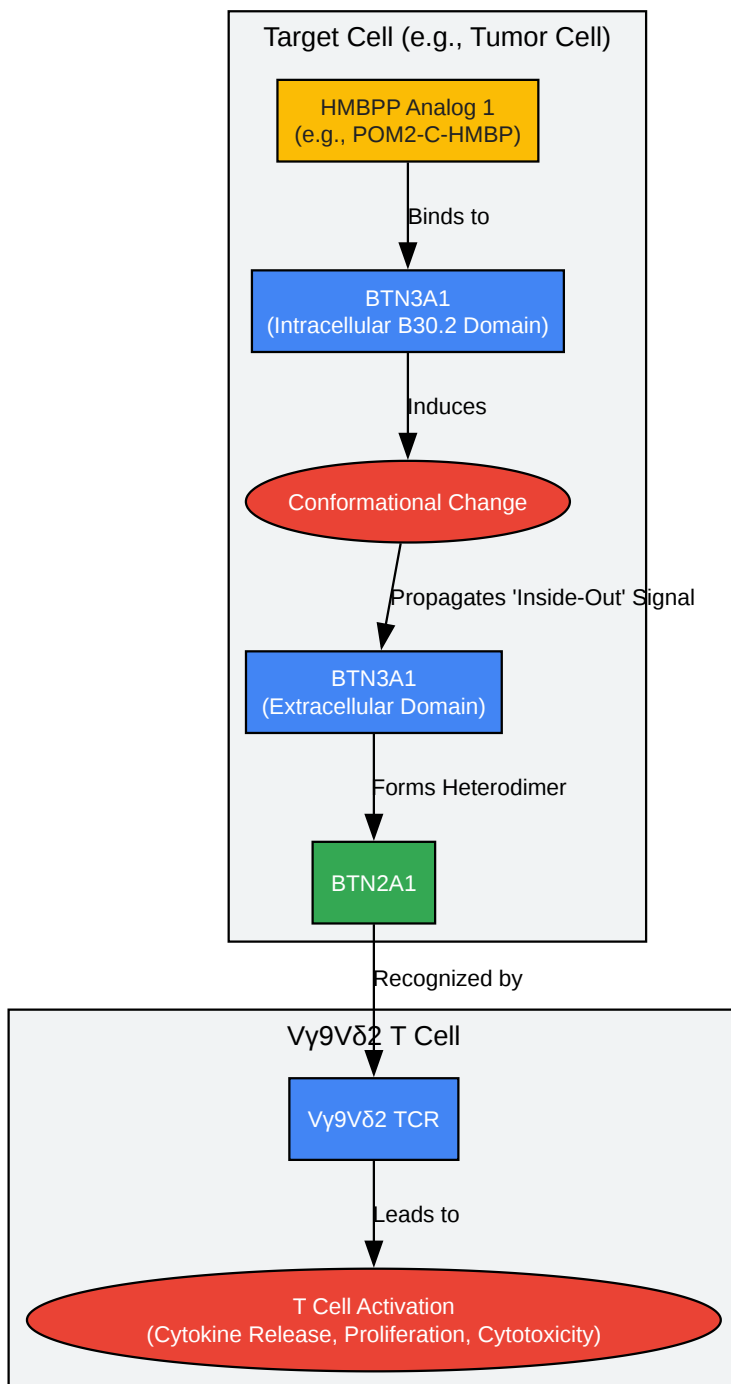 Target Cell (e.g., Tumor Cell)
HMBPP Analog 1
(e.g., POM2-C-HMBP)
Binds to
BTN3A1
(Intracellular B30.2 Domain)
Induces
Conformational Change
Propagates 'Inside-Out' Signal
BTN3A1
(Extracellular Domain)
Forms Heterodimer
BTN2A1
Recognized by
Vγ9Vδ2 T Cell
Vγ9Vδ2 TCR
Leads to
T Cell Activation
(Cytokine Release, Proliferation, Cytotoxicity)